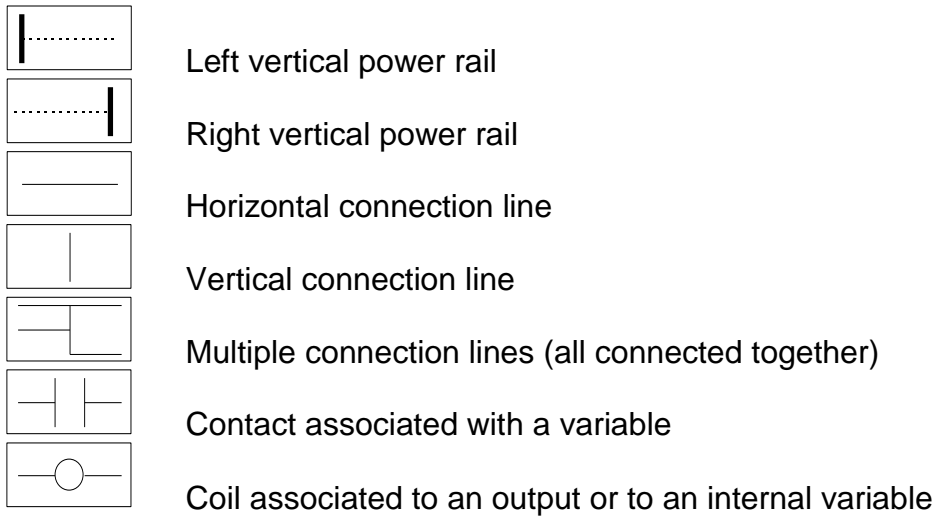 Left vertical power rail
Right vertical power rail
Horizontal connection line
Vertical connection line
Multiple connection lines (all connected together)
Contact associated with a variable
Coil associated to an output or to an internal variable